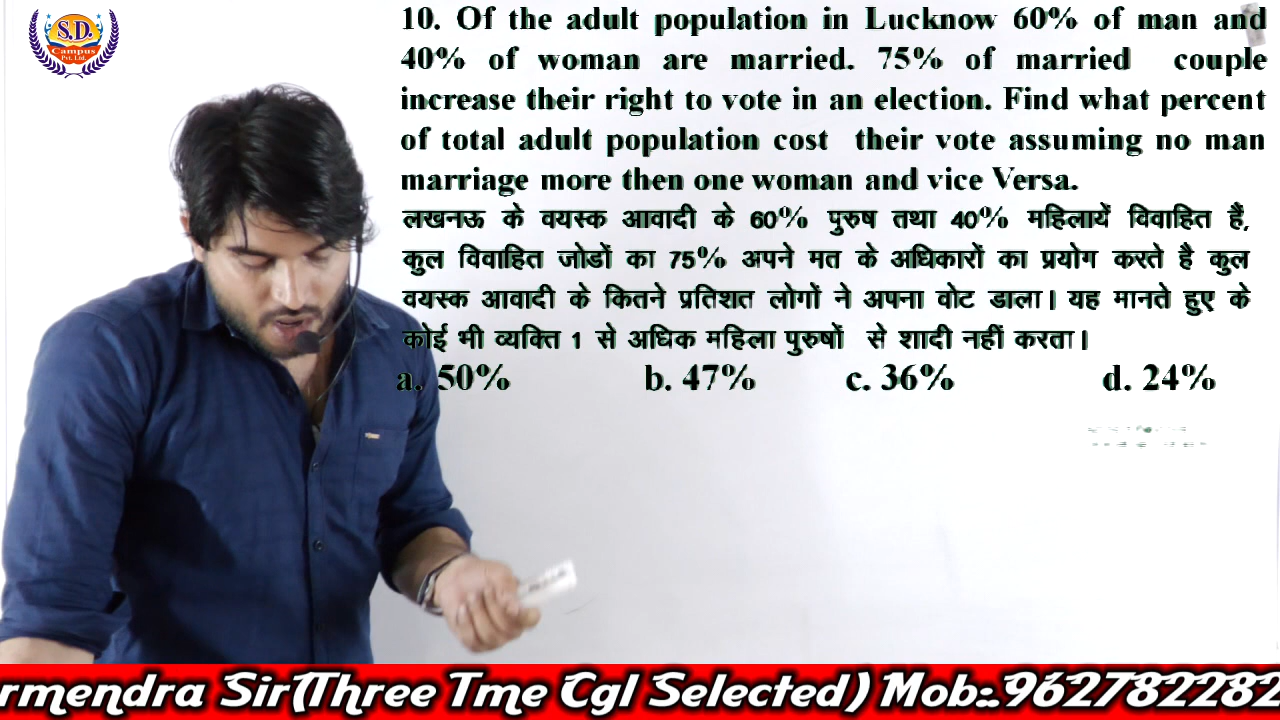 S.D.
Campus
Pvt. Ltd.
10. Of the adult population in Lucknow 60% of man and
40% of woman are married. 75% of married couple
increase their right to vote in an election. Find what percent
of total adult population cost their vote assuming no man
marriage more then one woman and vice Versa.
लखनऊ के वयस्क आवादी के 60% पुरुष तथा 40% महिलायें विवाहित हैं,
कुल विवाहित जोडों का 75% अपने मत के अधिकारों का प्रयोग करते है कुल
वयस्क आवादी के कितने प्रतिशत लोगों ने अपना वोट डाला। यह मानते हुए के
कोई भी व्यक्ति 1 से अधिक महिला पुरुषों से शादी नहीं करता।
a. 50% b. 47% c. 36% d. 24%
rmendra Sir(Three Tme Cgl Selected) Mob:.962782282